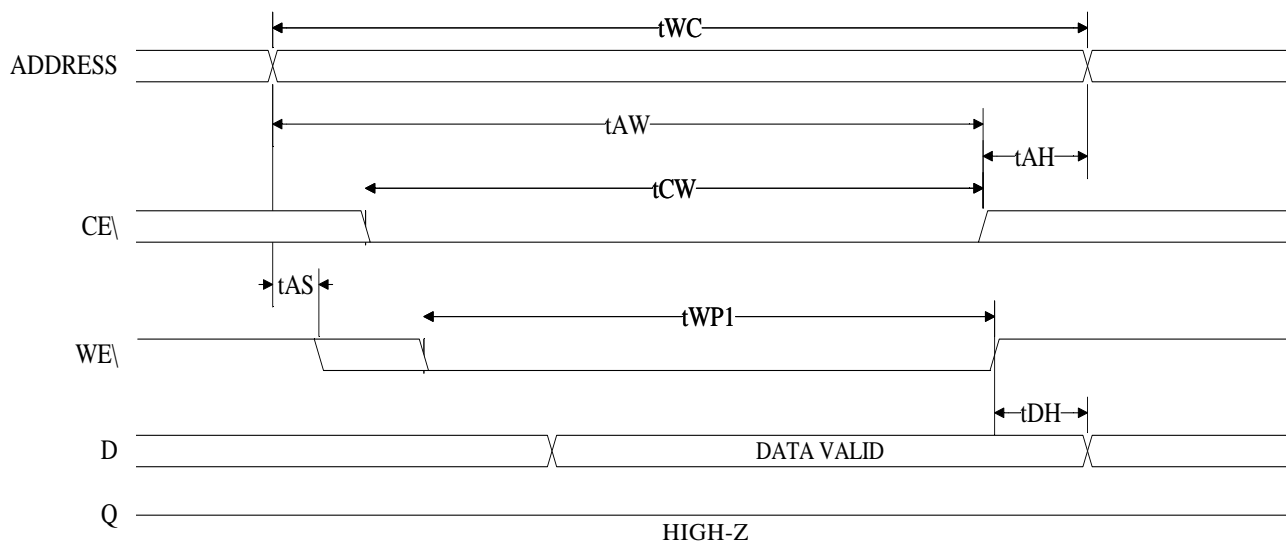 tWC
ADDRESS
tAW
tAH
tCW
CE\
tAS
tWP1
WE\
tDH
D
DATA VALID
Q
HIGH-Z